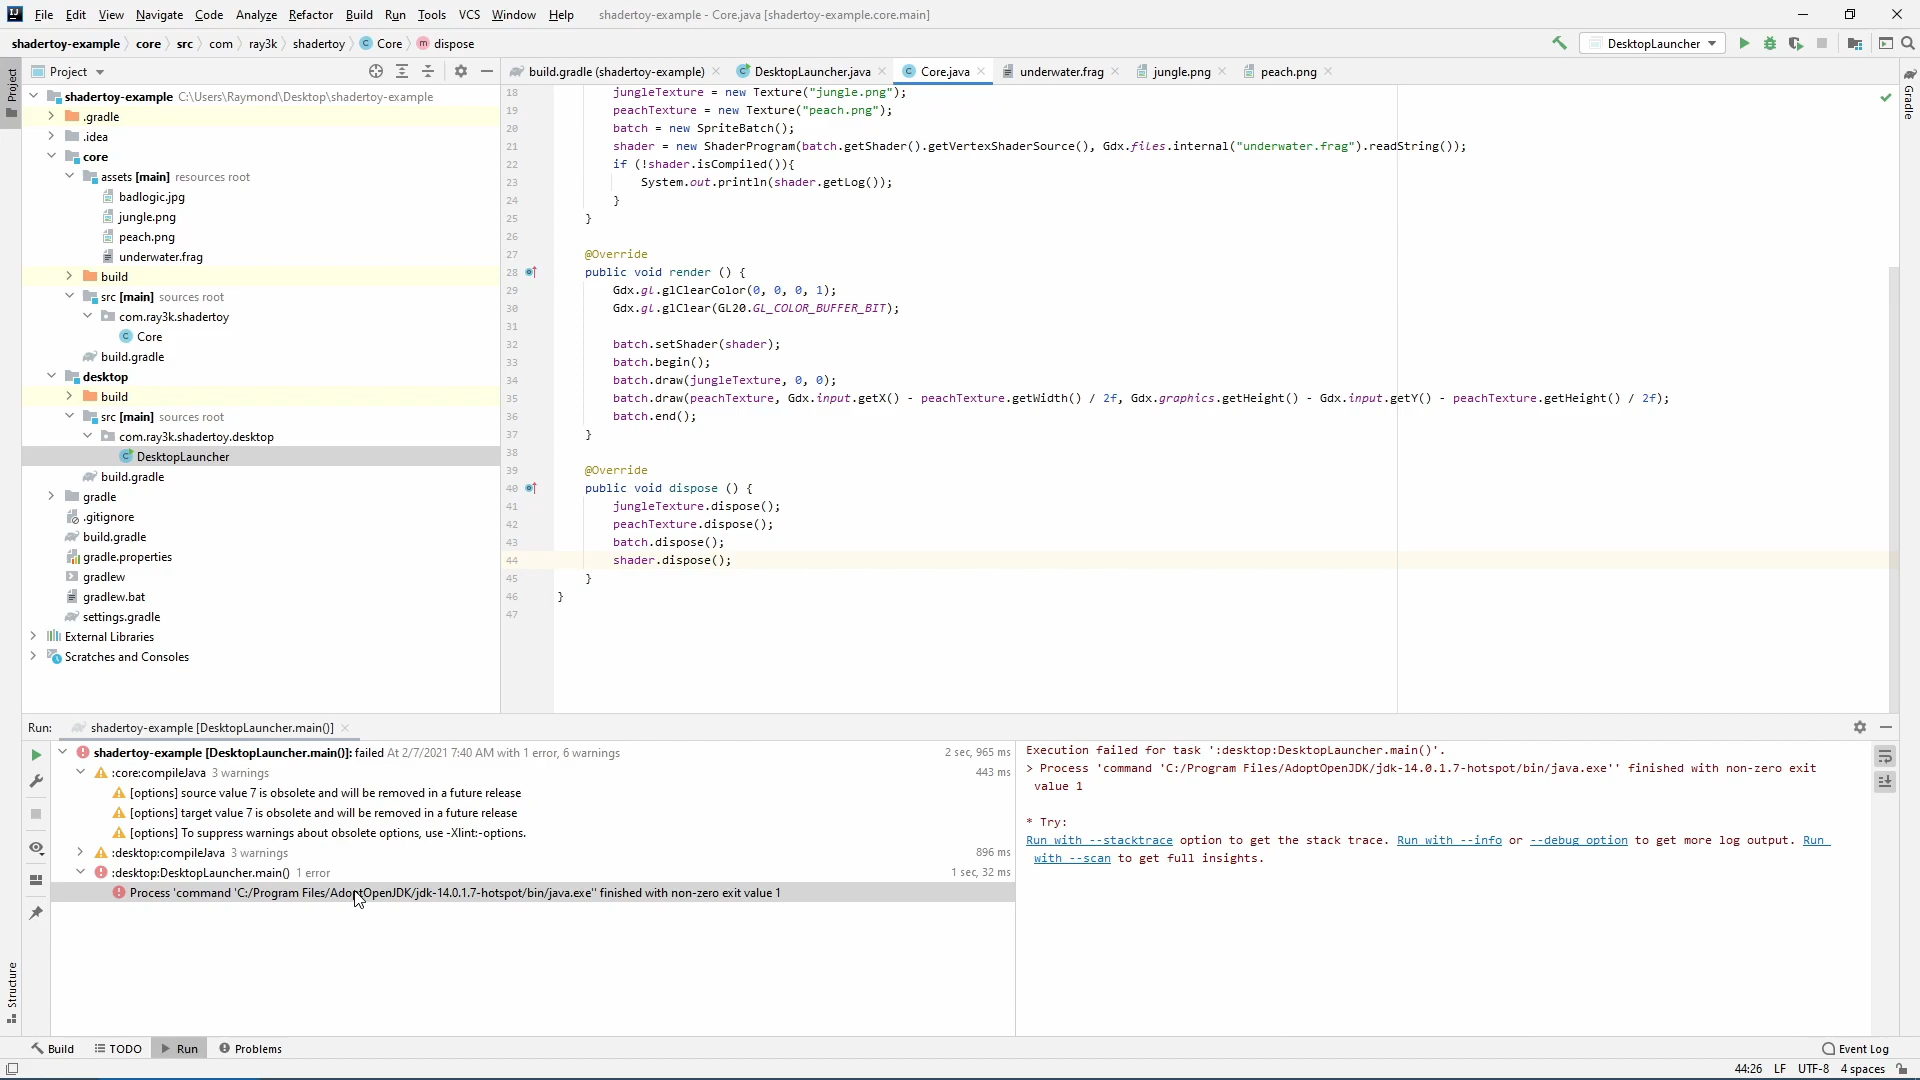 File Edit View Navigate Code Analyze Refactor Build Run Tools VCS Window Help shadertoy-example - Core.java [shadertoy-example.core.main]
shadertoy-example core src com ray3k shadertoy Core dispose DesktopLauncher
Project
build.gradle (shadertoy-example) DesktopLauncher.java Core.java underwater.frag jungle.png peach.png
Project
Gradle
shadertoy-example C:\Users\Raymond\Desktop\shadertoy-example
.gradle
.idea
core
assets [main] resources root
badlogic.jpg
jungle.png
peach.png
underwater.frag
build
src [main] sources root
com.ray3k.shadertoy
Core
build.gradle
desktop
build
src [main] sources root
com.ray3k.shadertoy.desktop
DesktopLauncher
build.gradle
gradle
.gitignore
build.gradle
gradle.properties
gradlew
gradlew.bat
settings.gradle
External Libraries
Scratches and Consoles
18 jungleTexture = new Texture("jungle.png");
19 peachTexture = new Texture("peach.png");
20 batch = new SpriteBatch();
21 shader = new ShaderProgram(batch.getShader().getVertexShaderSource(), Gdx.files.internal("underwater.frag").readString());
22 if (!shader.isCompiled()){
23 System.out.println(shader.getLog());
24 }
25 }
26
27 @Override
28 public void render () {
29 Gdx.gl.glClearColor(0, 0, 0, 1);
30 Gdx.gl.glClear(GL20.GL_COLOR_BUFFER_BIT);
31
32 batch.setShader(shader);
33 batch.begin();
34 batch.draw(jungleTexture, 0, 0);
35 batch.draw(peachTexture, Gdx.input.getX() - peachTexture.getWidth() / 2f, Gdx.graphics.getHeight() - Gdx.input.getY() - peachTexture.getHeight() / 2f);
36 batch.end();
37 }
38
39 @Override
40 public void dispose () {
41 jungleTexture.dispose();
42 peachTexture.dispose();
43 batch.dispose();
44 shader.dispose();
45 }
46 }
47
Run: shadertoy-example [DesktopLauncher.main()]
shadertoy-example [DesktopLauncher.main()]: failed At 2/7/2021 7:40 AM with 1 error, 6 warnings 2 sec, 965 ms
:core:compileJava 3 warnings 443 ms
[options] source value 7 is obsolete and will be removed in a future release
[options] target value 7 is obsolete and will be removed in a future release
[options] To suppress warnings about obsolete options, use -Xlint:-options.
:desktop:compileJava 3 warnings 896 ms
:desktop:DesktopLauncher.main() 1 error 1 sec, 32 ms
Process 'command 'C:/Program Files/AdoptOpenJDK/jdk-14.0.1.7-hotspot/bin/java.exe'' finished with non-zero exit value 1
Execution failed for task ':desktop:DesktopLauncher.main()'.
> Process 'command 'C:/Program Files/AdoptOpenJDK/jdk-14.0.1.7-hotspot/bin/java.exe'' finished with non-zero exit
value 1
* Try:
Run with --stacktrace option to get the stack trace. Run with --info or --debug option to get more log output. Run
with --scan to get full insights.
Structure
Build TODO Run Problems Event Log
44:26 LF UTF-8 4 spaces